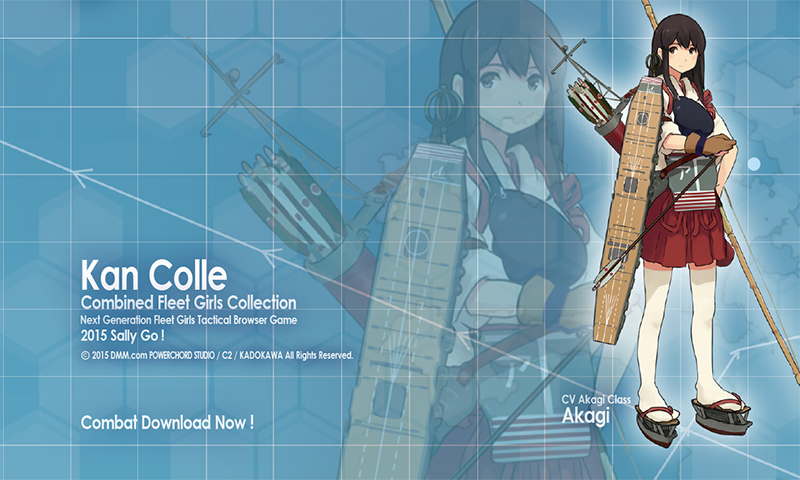 Kan Colle
Combined Fleet Girls Collection
Next Generation Fleet Girls Tactical Browser Game
2015 Sally Go !
© 2015 DMM.com POWERCHORD STUDIO / C2 / KADOKAWA All Rights Reserved.
Combat Download Now !
CV Akagi Class
Akagi
ア